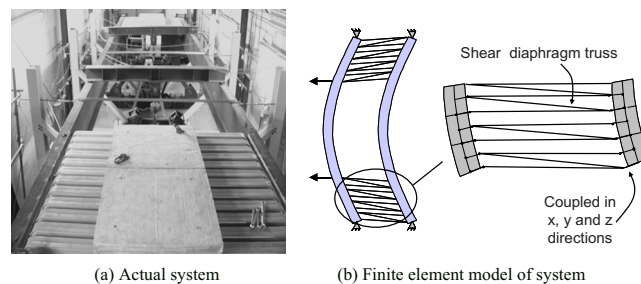 Shear diaphragm truss
Coupled in
x, y and z
directions
(a) Actual system
(b) Finite element model of system